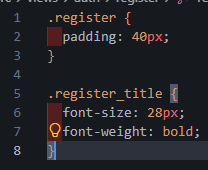 1 .register {
2 padding: 40px;
3 }
4
5 .register_title {
6 font-size: 28px;
7 font-weight: bold;
8 }